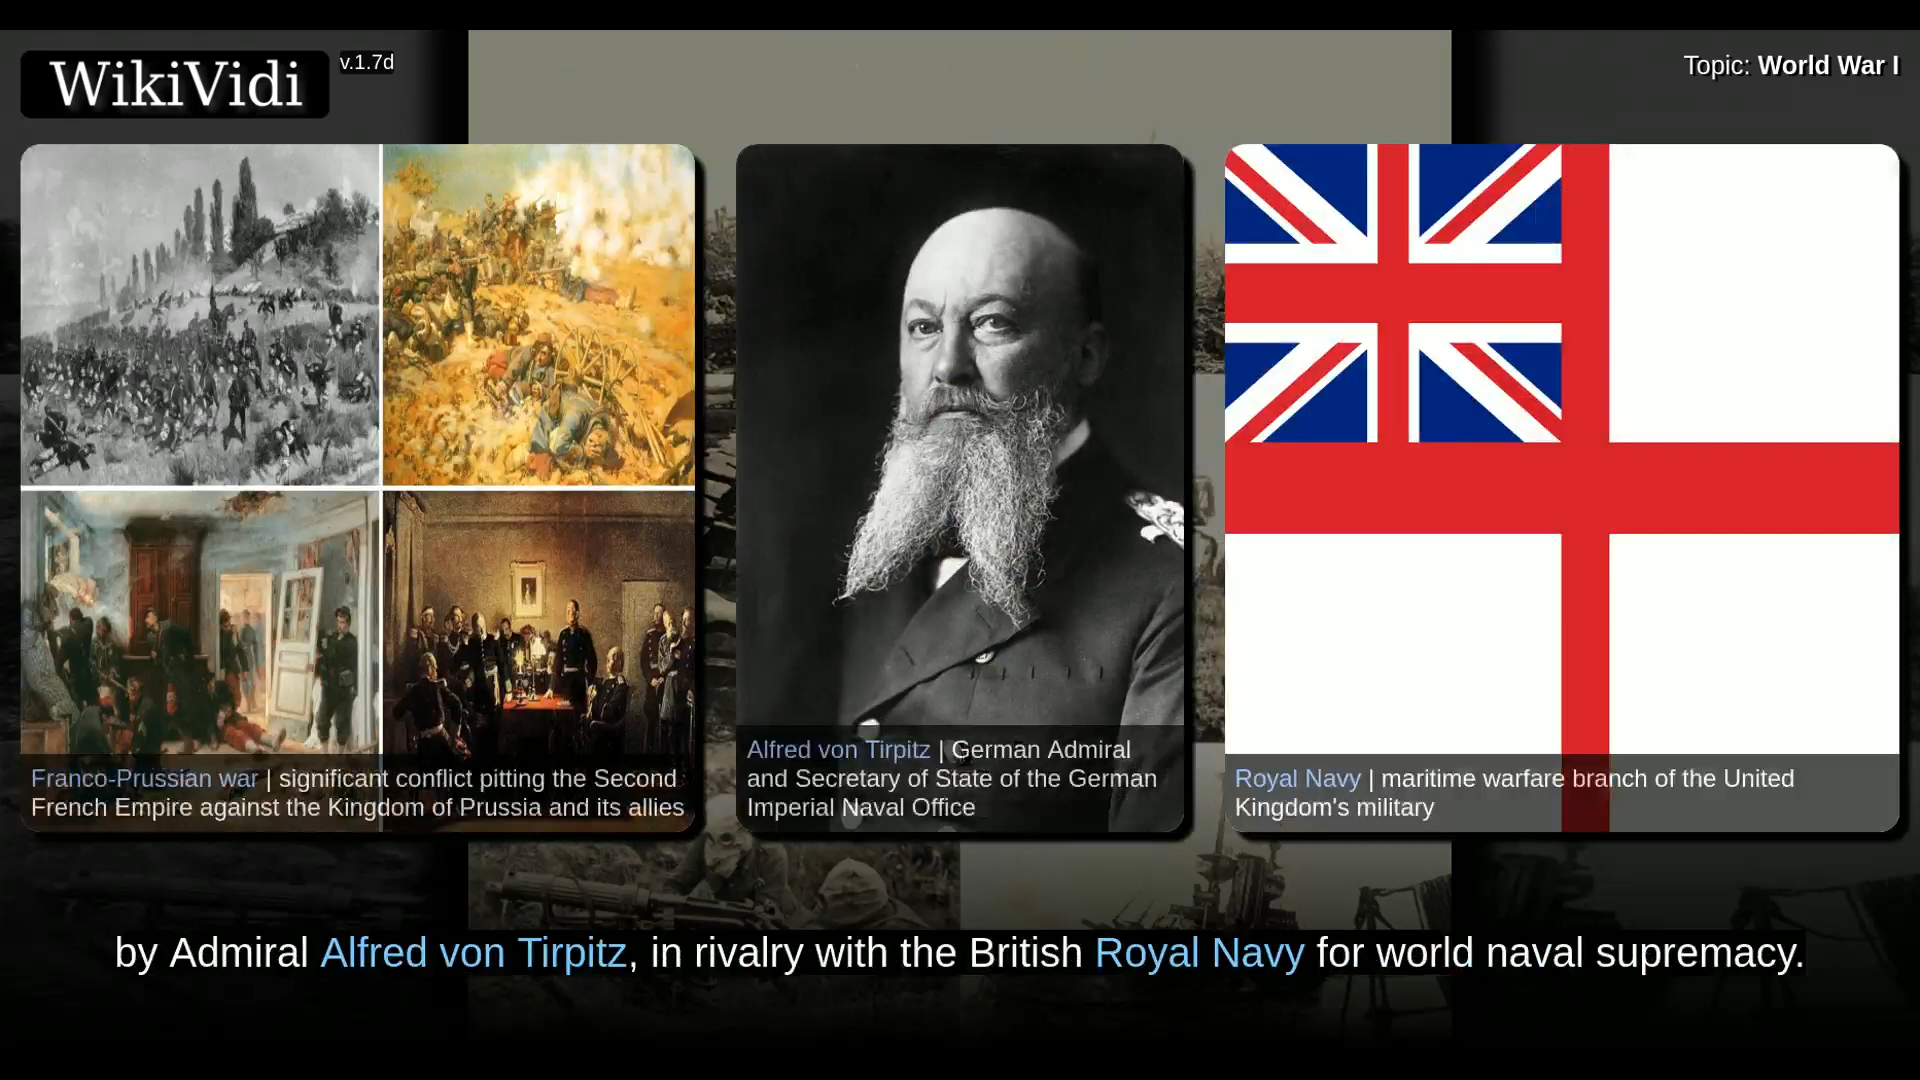 WikiVidi
v.1.7d
Topic: World War I
Franco-Prussian war | significant conflict pitting the Second
French Empire against the Kingdom of Prussia and its allies
Alfred von Tirpitz | German Admiral
and Secretary of State of the German
Imperial Naval Office
Royal Navy | maritime warfare branch of the United
Kingdom's military
by Admiral Alfred von Tirpitz, in rivalry with the British Royal Navy for world naval supremacy.